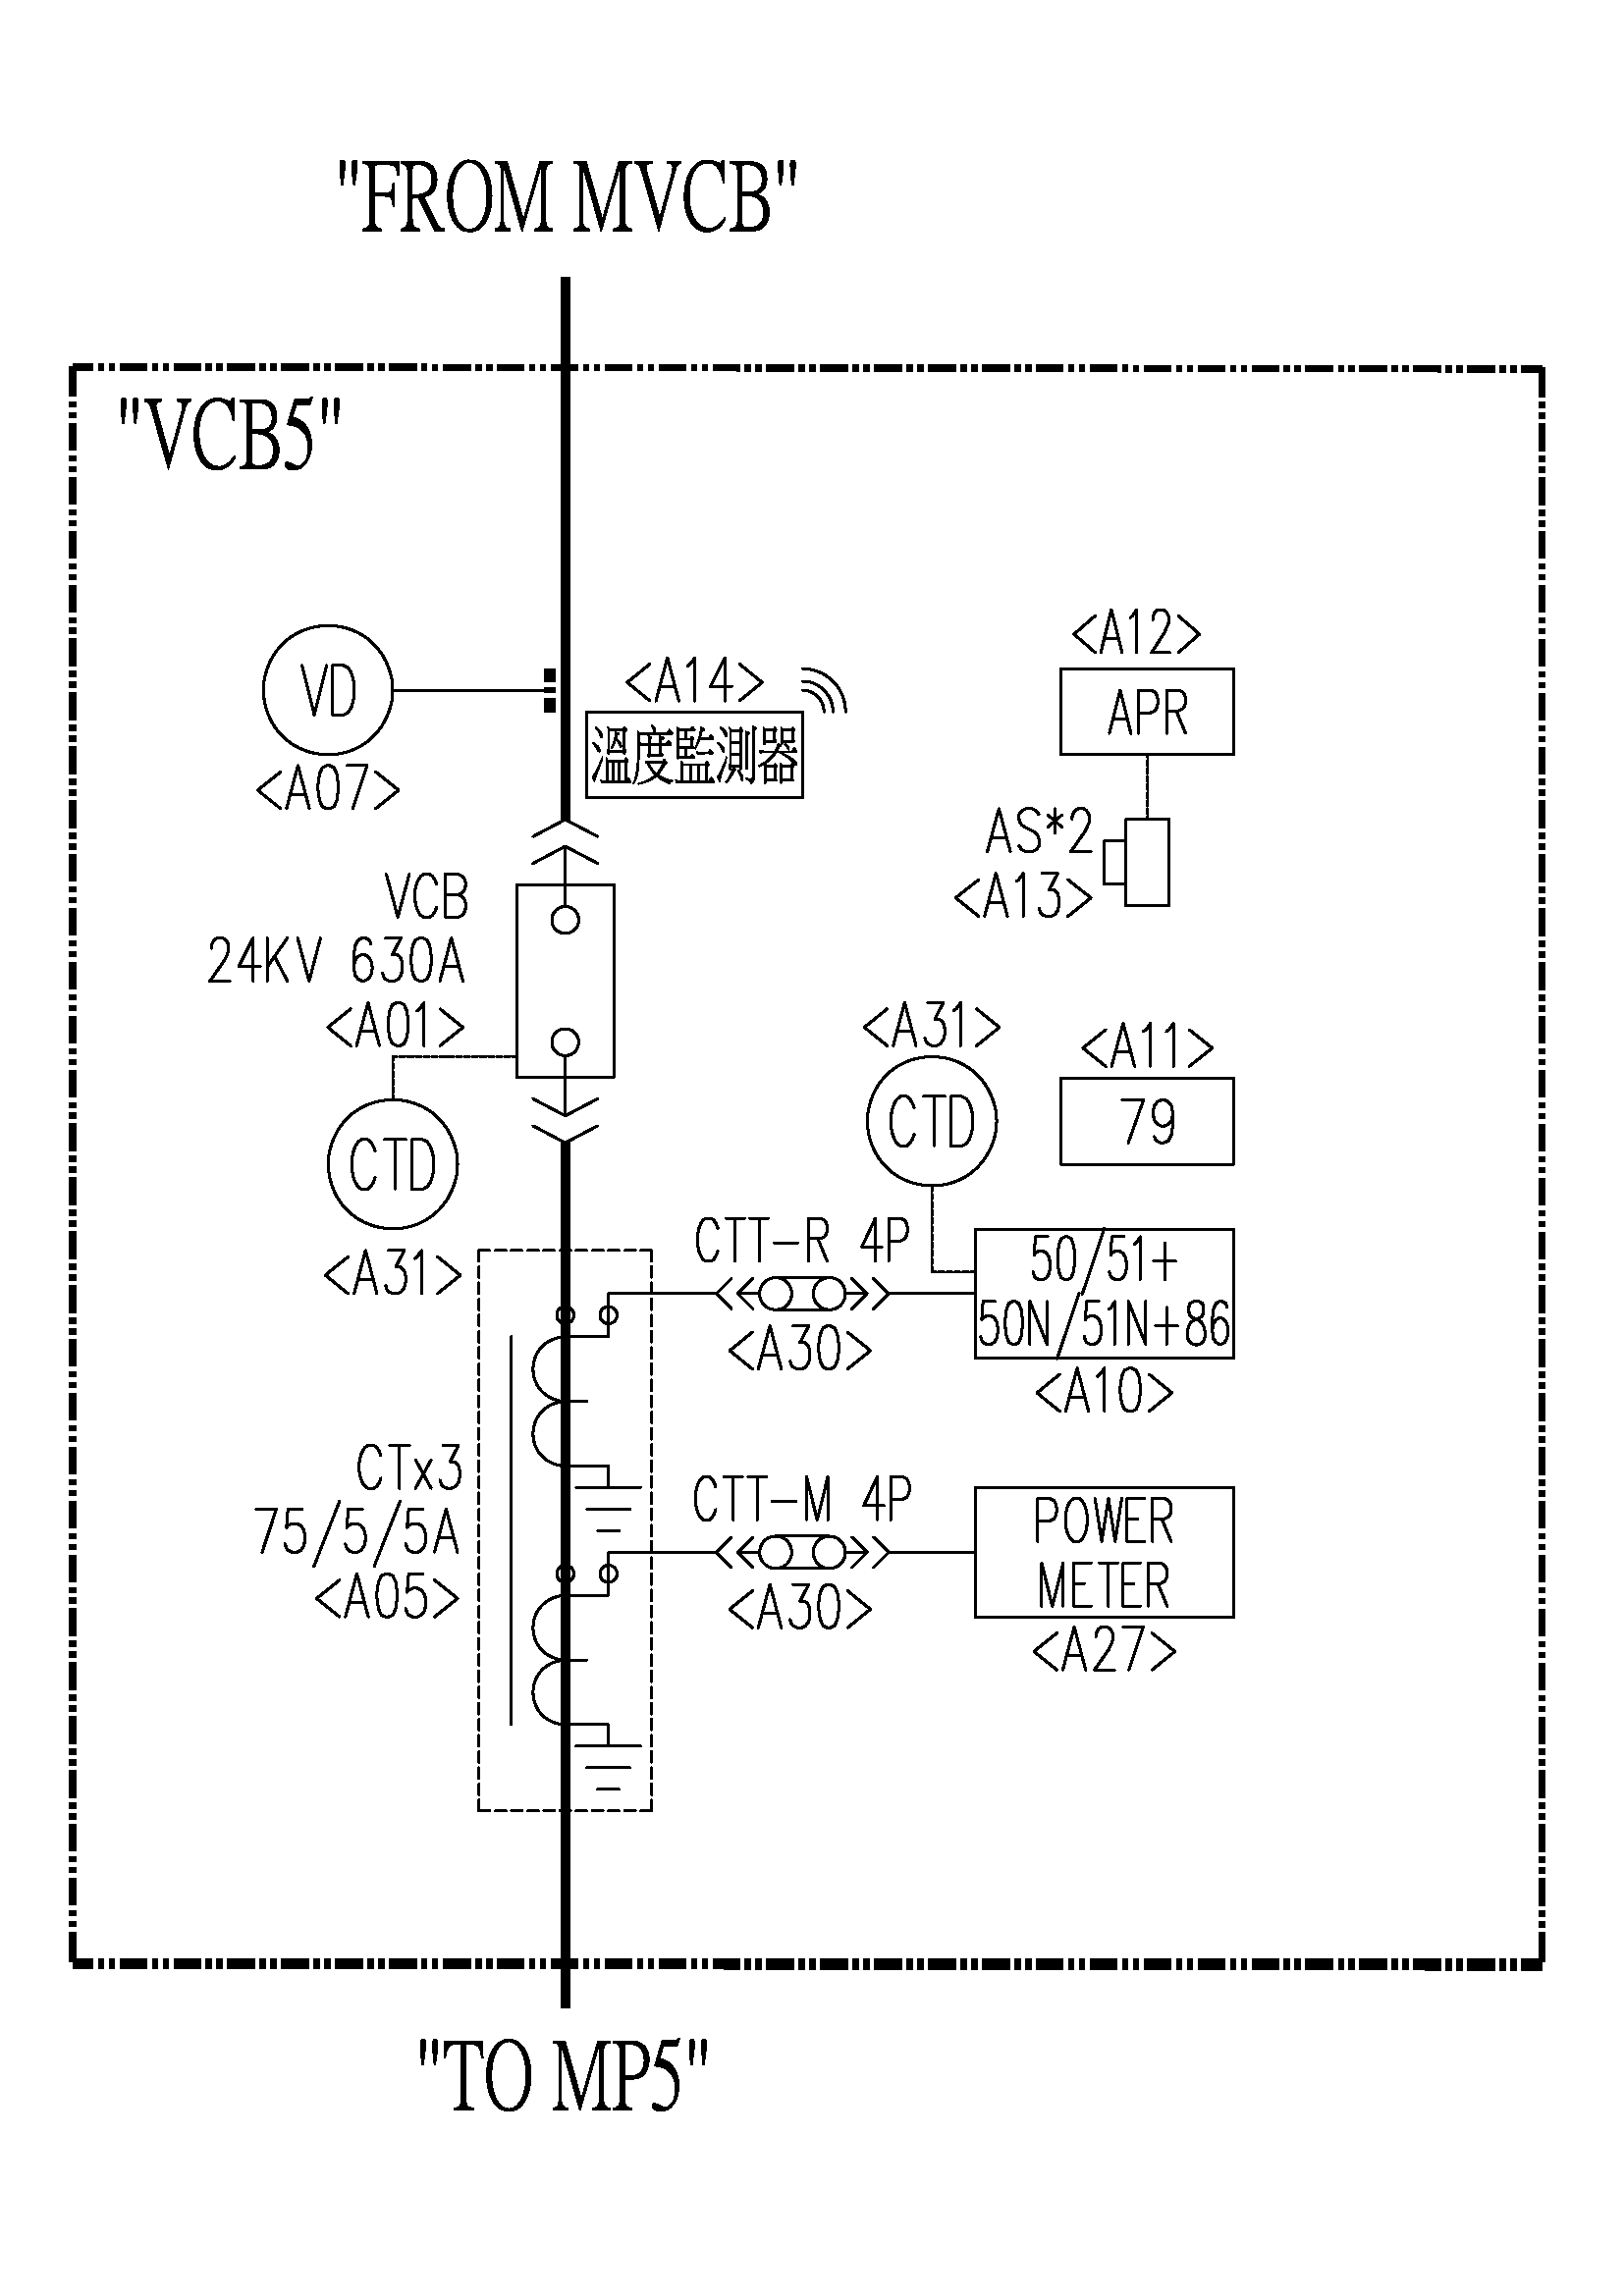 "FROM MVCB"
"VCB5"
<A12>
APR
VD
<A07>
<A14>
溫度監測器
AS*2
<A13>
VCB
24KV 630A
<A01>
CTD
<A31>
<A31>
CTD
<A11>
79
CTT-R 4P
<A30>
50/51+
50N/51N+86
<A10>
CTx3
75/5/5A
<A05>
CTT-M 4P
<A30>
POWER
METER
<A27>
"TO MP5"